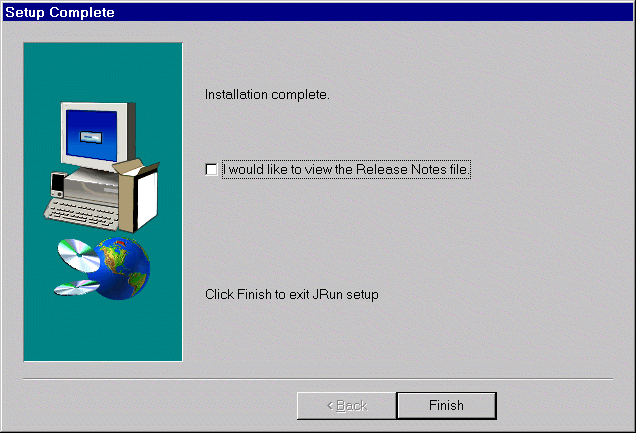 Setup Complete
Installation complete.
I would like to view the Release Notes file.
Click Finish to exit JRun setup
< Back
Finish